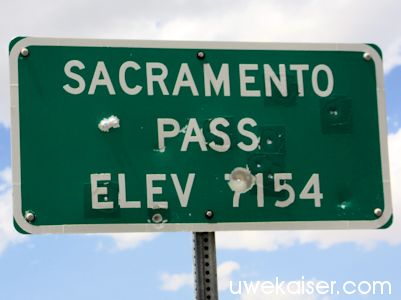 SACRAMENTO
PASS
ELEV 7154
uwekaiser.com